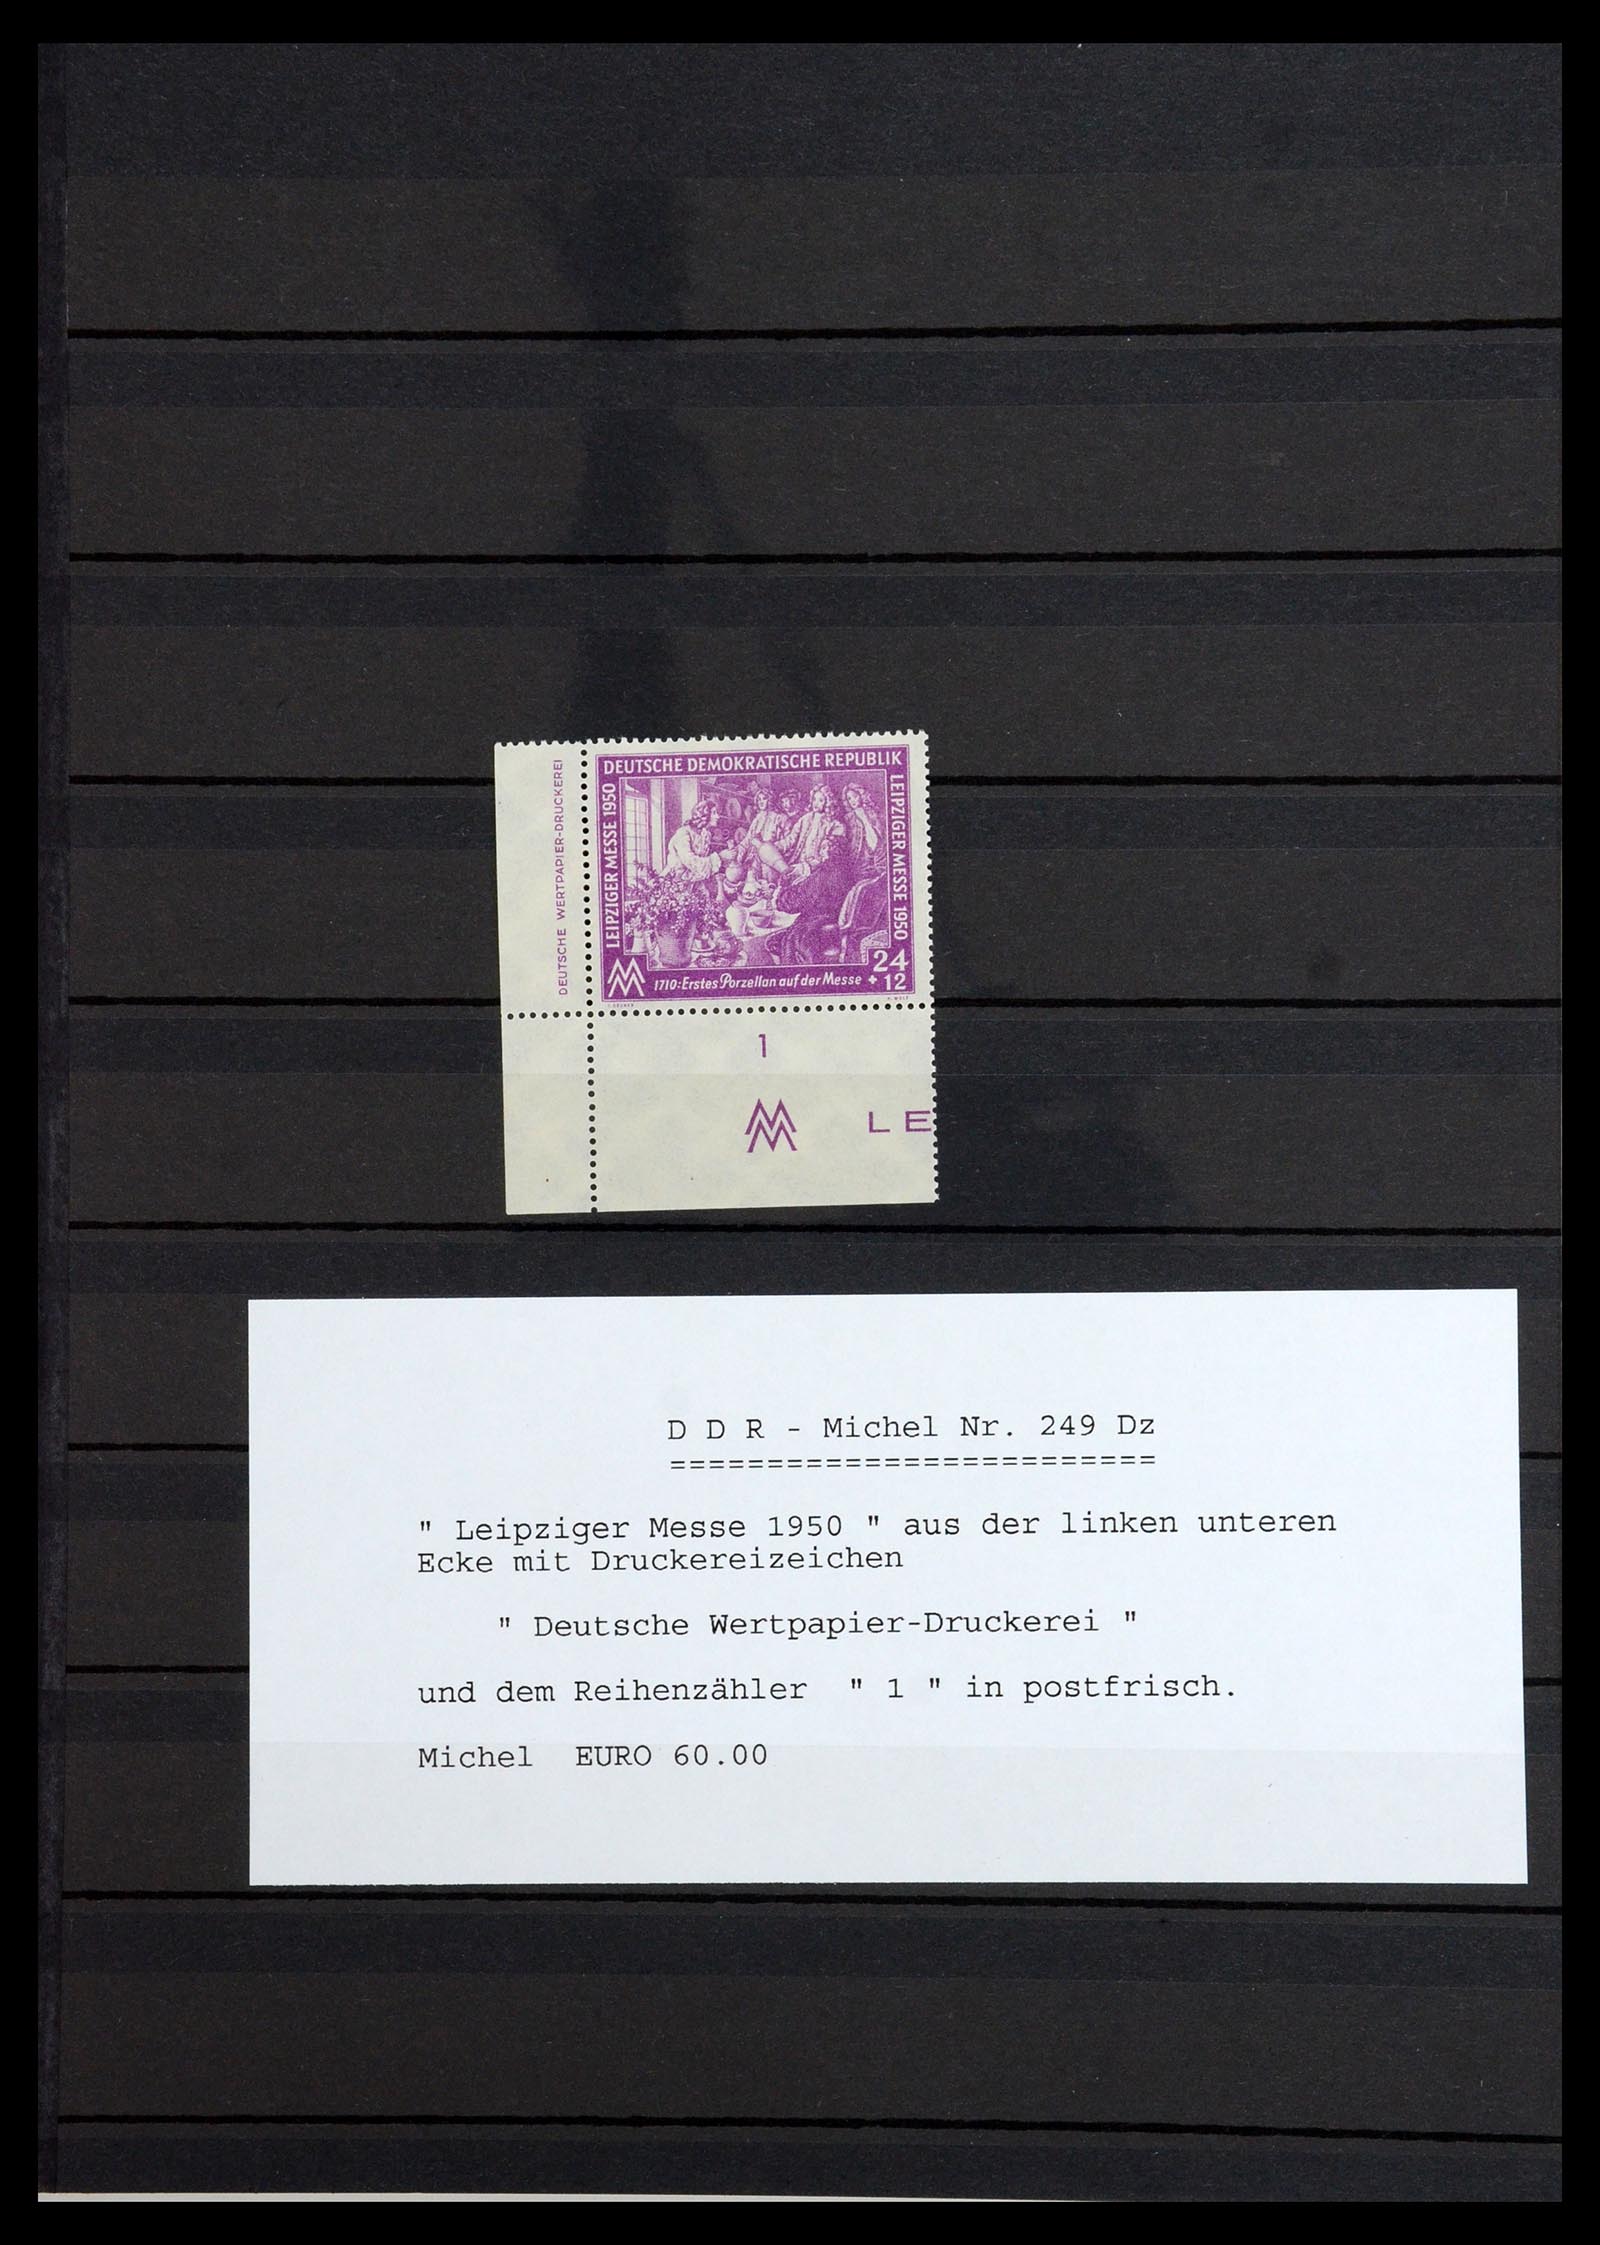 DEUTSCHE WERTPAPIER-DRUCKEREI
DEUTSCHE DEMOKRATISCHE REPUBLIK
LEIPZIGER MESSE 1950
LEIPZIGER MESSE 1950
24
+ 12
1710: Erstes Porzellan auf der Messe
1
LE
D D R - Michel Nr. 249 Dz
=========================
" Leipziger Messe 1950 " aus der linken unteren
Ecke mit Druckereizeichen
" Deutsche Wertpapier-Druckerei "
und dem Reihenzähler " 1 " in postfrisch.
Michel EURO 60.00